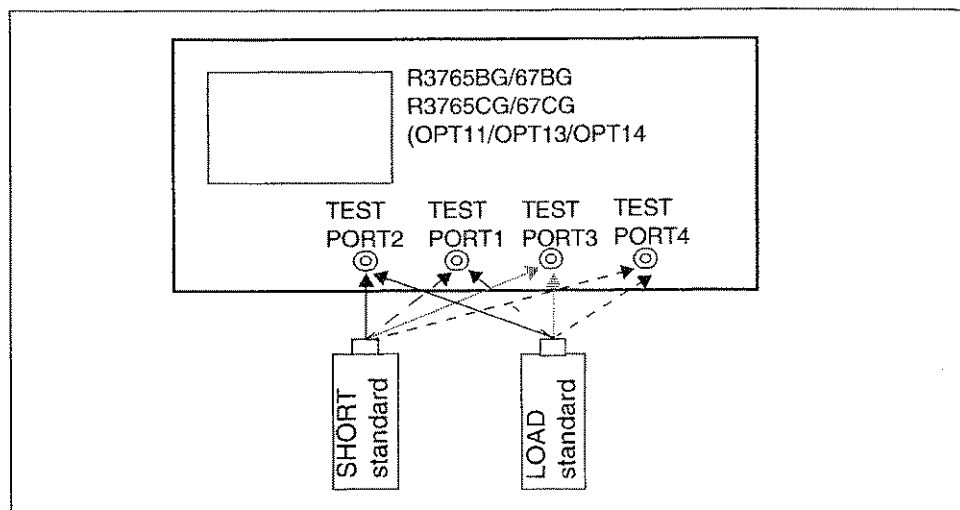 R3765BG/67BG
R3765CG/67CG
(OPT11/OPT13/OPT14
TEST PORT2
TEST PORT1
TEST PORT3
TEST PORT4
SHORT standard
LOAD standard